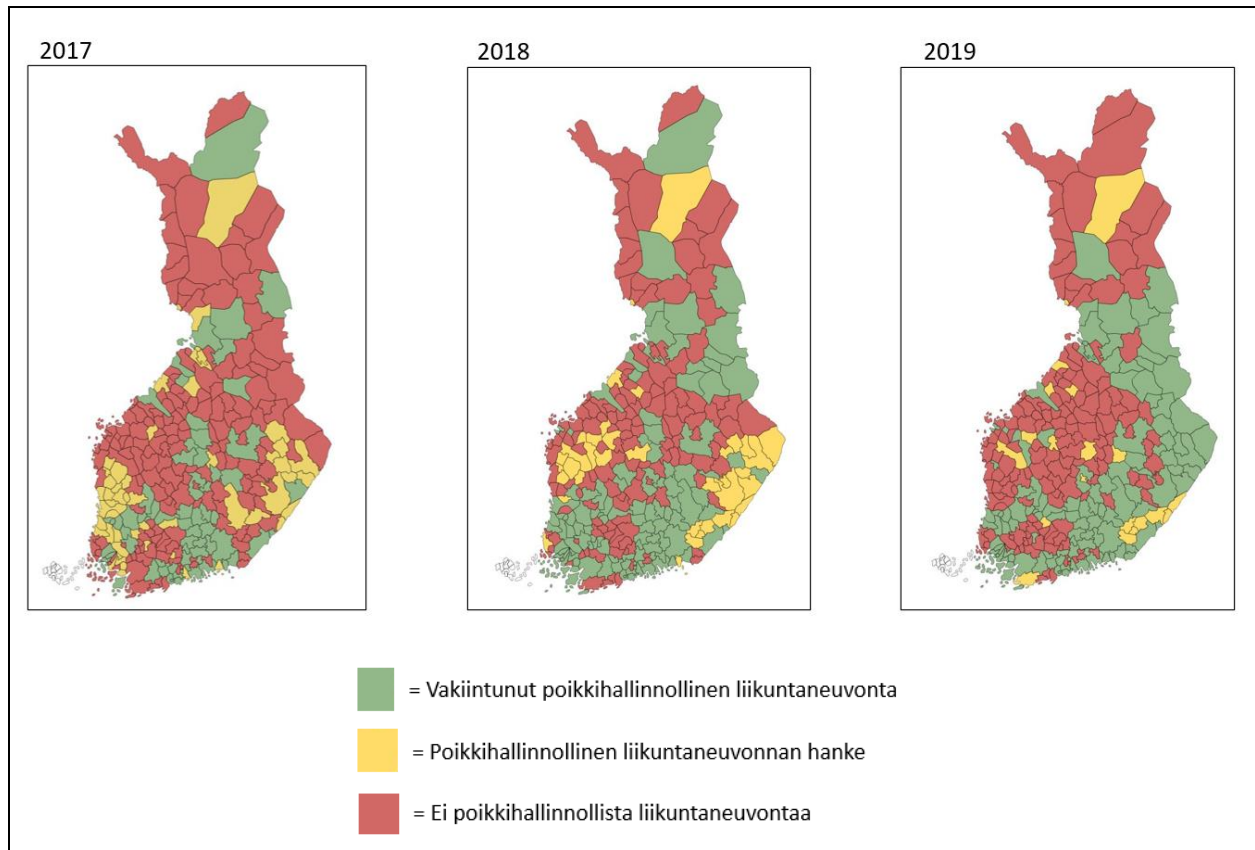 2017
2018
2019
= Vakiintunut poikkihallinnollinen liikuntaneuvonta
= Poikkihallinnollinen liikuntaneuvonnan hanke
= Ei poikkihallinnollista liikuntaneuvontaa